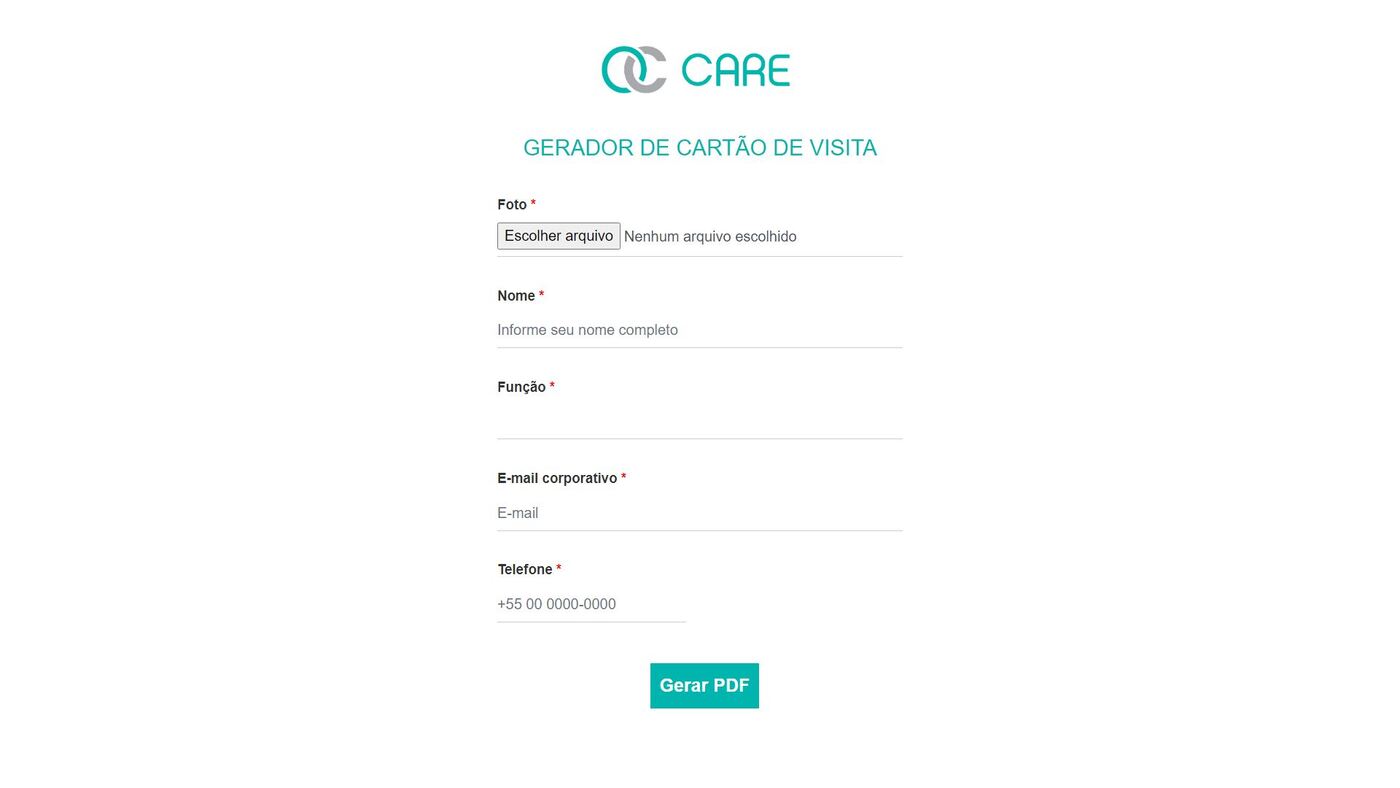 CARE
GERADOR DE CARTÃO DE VISITA
Foto *
Escolher arquivo Nenhum arquivo escolhido
Nome *
Informe seu nome completo
Função *
E-mail corporativo *
E-mail
Telefone *
+55 00 0000-0000
Gerar PDF